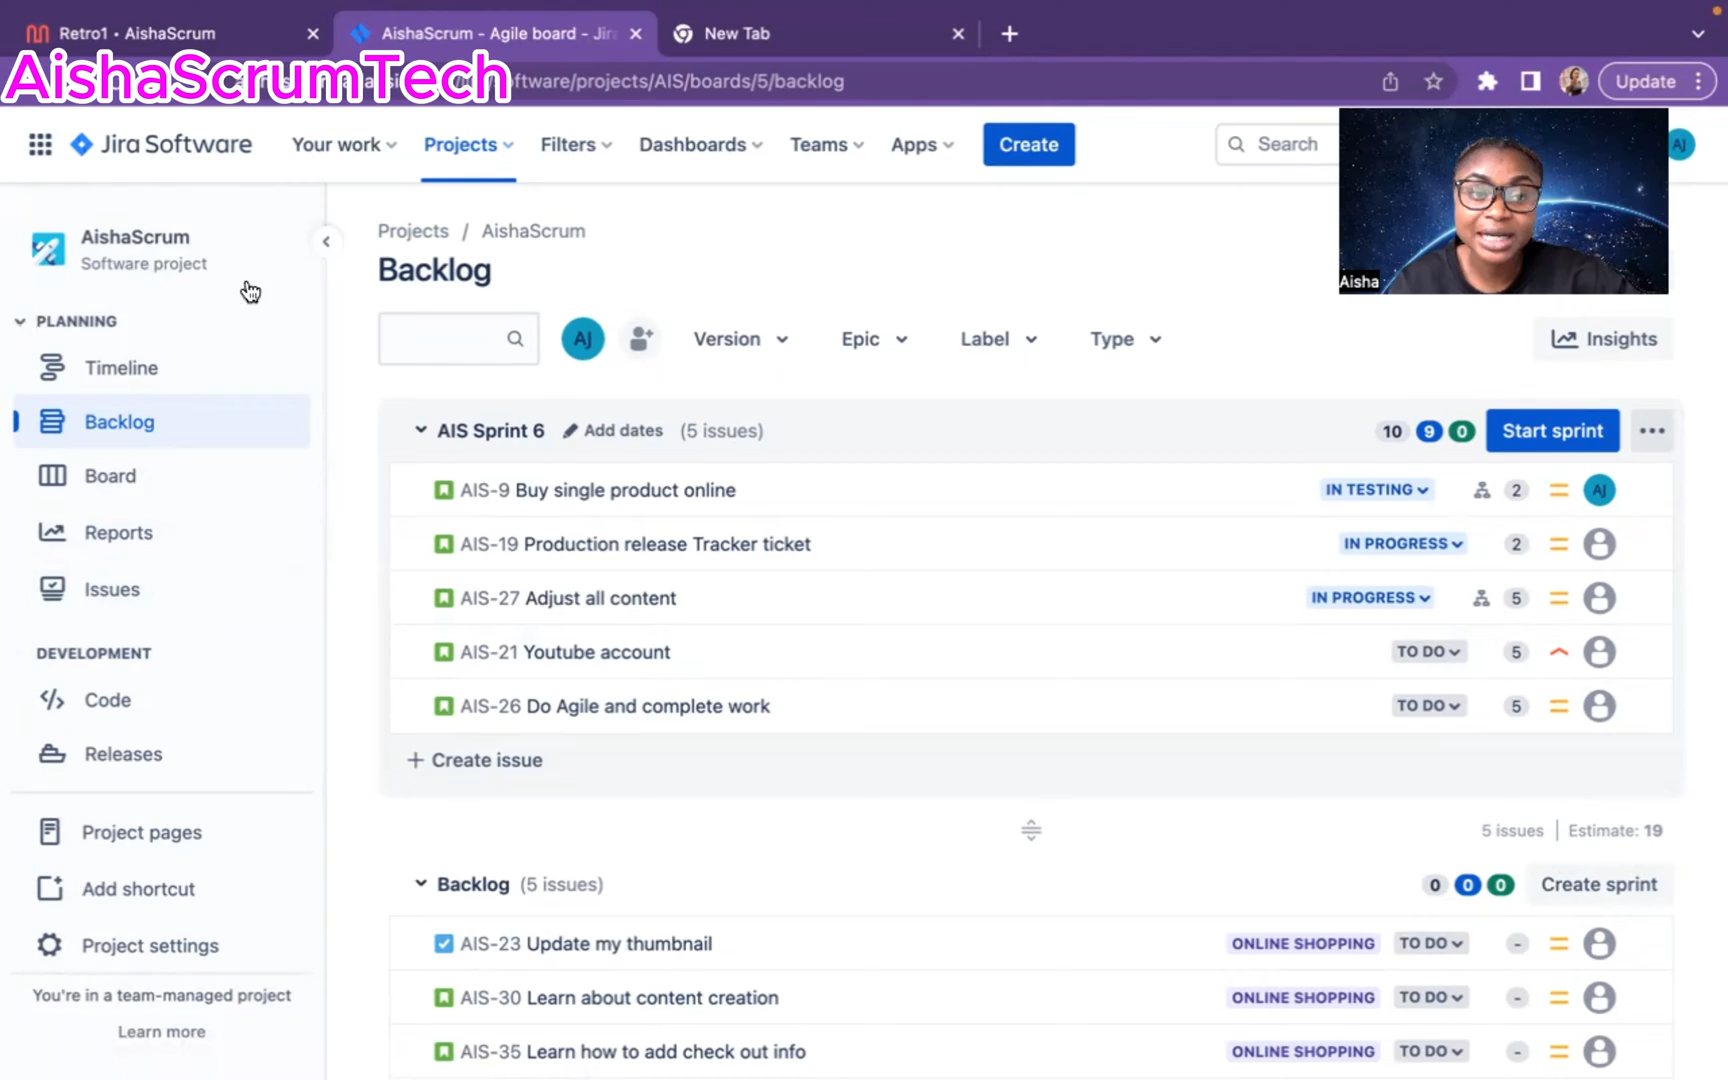 Retro1 • AishaScrum
AishaScrum - Agile board - Jir
New Tab
AishaScrumTech
ftware/projects/AIS/boards/5/backlog
Update
Jira Software
Your work
Projects
Filters
Dashboards
Teams
Apps
Create
Search
AJ
Aisha
AishaScrum
Software project
PLANNING
Timeline
Backlog
Board
Reports
Issues
DEVELOPMENT
Code
Releases
Project pages
Add shortcut
Project settings
You're in a team-managed project
Learn more
Projects / AishaScrum
Backlog
AJ
Version
Epic
Label
Type
Insights
AIS Sprint 6 Add dates (5 issues) 10 9 0 Start sprint
AIS-9 Buy single product online IN TESTING 2 AJ
AIS-19 Production release Tracker ticket IN PROGRESS 2
AIS-27 Adjust all content IN PROGRESS 5
AIS-21 Youtube account TO DO 5
AIS-26 Do Agile and complete work TO DO 5
+ Create issue
5 issues | Estimate: 19
Backlog (5 issues) 0 0 0 Create sprint
AIS-23 Update my thumbnail ONLINE SHOPPING TO DO -
AIS-30 Learn about content creation ONLINE SHOPPING TO DO -
AIS-35 Learn how to add check out info ONLINE SHOPPING TO DO -